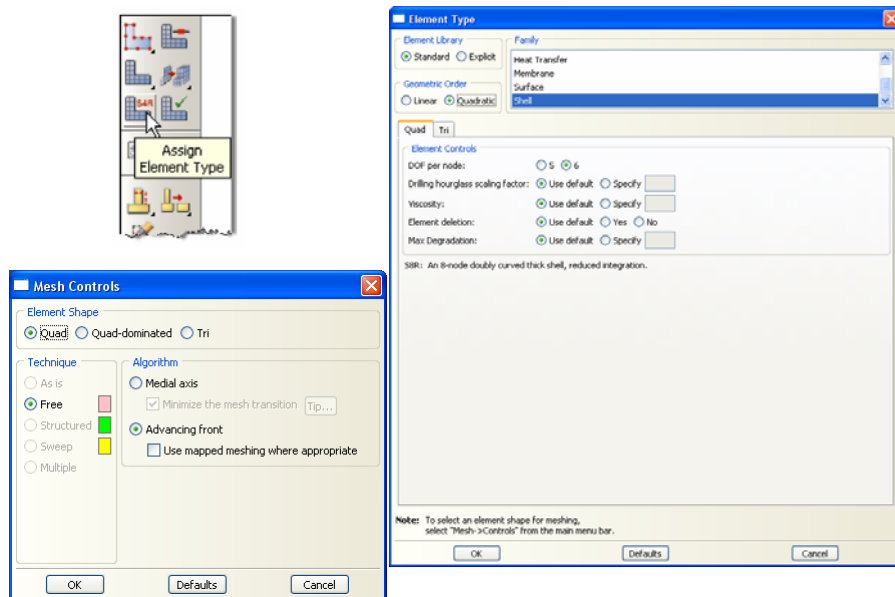 S4R
Assign
Element Type
Element Type
Element Library
Standard Explicit
Geometric Order
Linear Quadratic
Family
Heat Transfer
Membrane
Surface
Shell
Quad Tri
Element Controls
DOF per node: 5 6
Drilling hourglass scaling factor: Use default Specify
Viscosity: Use default Specify
Element deletion: Use default Yes No
Max Degradation: Use default Specify
S8R: An 8-node doubly curved thick shell, reduced integration.
Note: To select an element shape for meshing,
select "Mesh->Controls" from the main menu bar.
OK Defaults Cancel
Mesh Controls
Element Shape
Quad Quad-dominated Tri
Technique
As is
Free
Structured
Sweep
Multiple
Algorithm
Medial axis
Minimize the mesh transition Tip...
Advancing front
Use mapped meshing where appropriate
OK Defaults Cancel